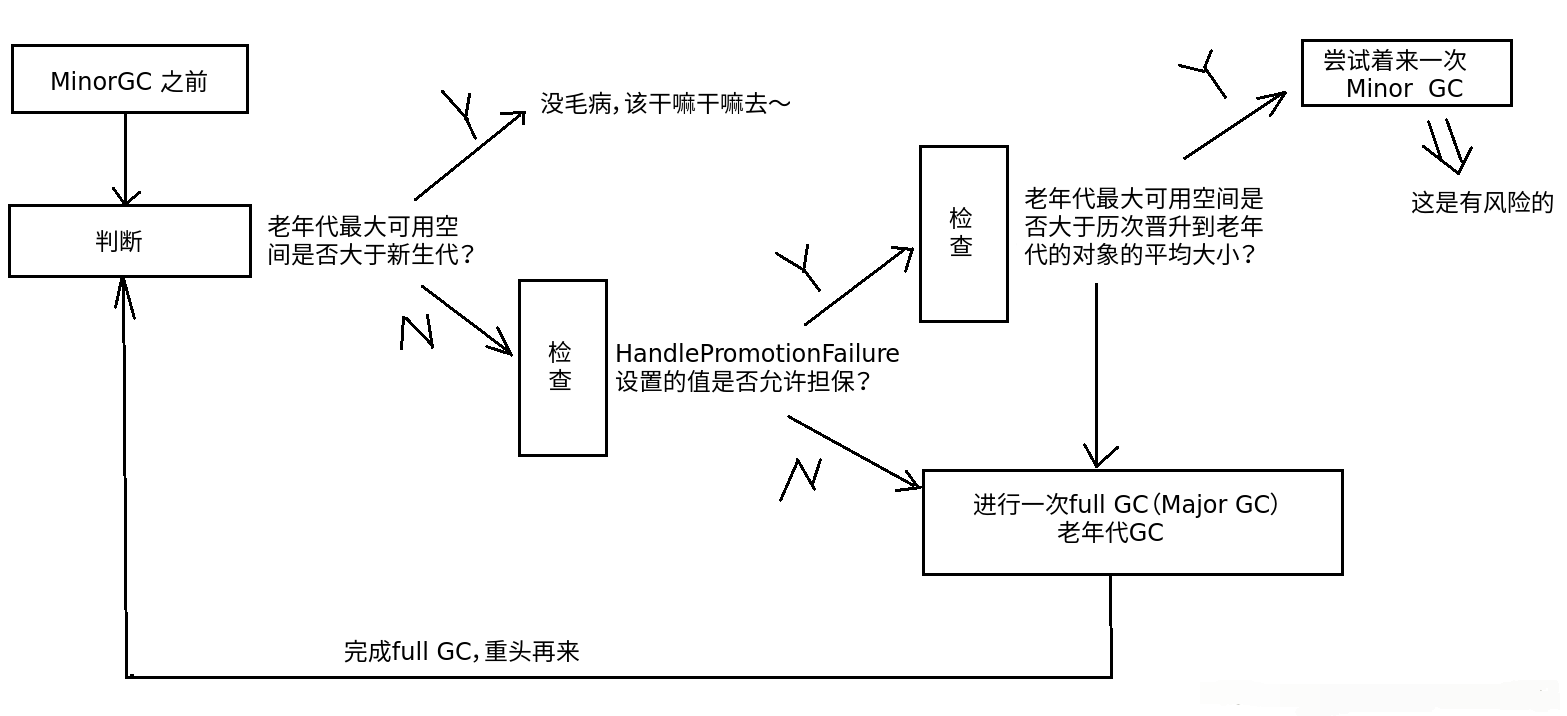 MinorGC 之前
判断
老年代最大可用空
间是否大于新生代？
Y
没毛病，该干嘛干嘛去～
N
检
查
HandlePromotionFailure
设置的值是否允许担保？
Y
检
查
老年代最大可用空间是
否大于历次晋升到老年
代的对象的平均大小？
Y
尝试着来一次
Minor GC
这是有风险的
N
进行一次full GC（Major GC）
老年代GC
完成full GC，重头再来